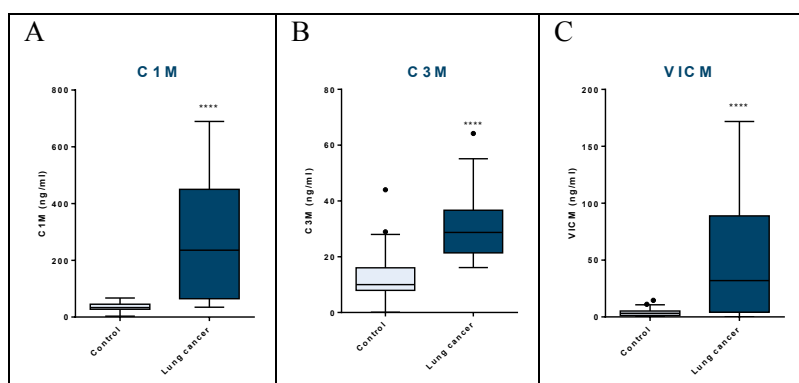 A
C1M
C1M (ng/ml)
800
600
400
200
0
****
Control
Lung cancer
B
C3M
C3M (ng/ml)
80
60
40
20
0
****
Control
Lung cancer
C
VICM
VICM (ng/ml)
200
150
100
50
0
****
Control
Lung cancer